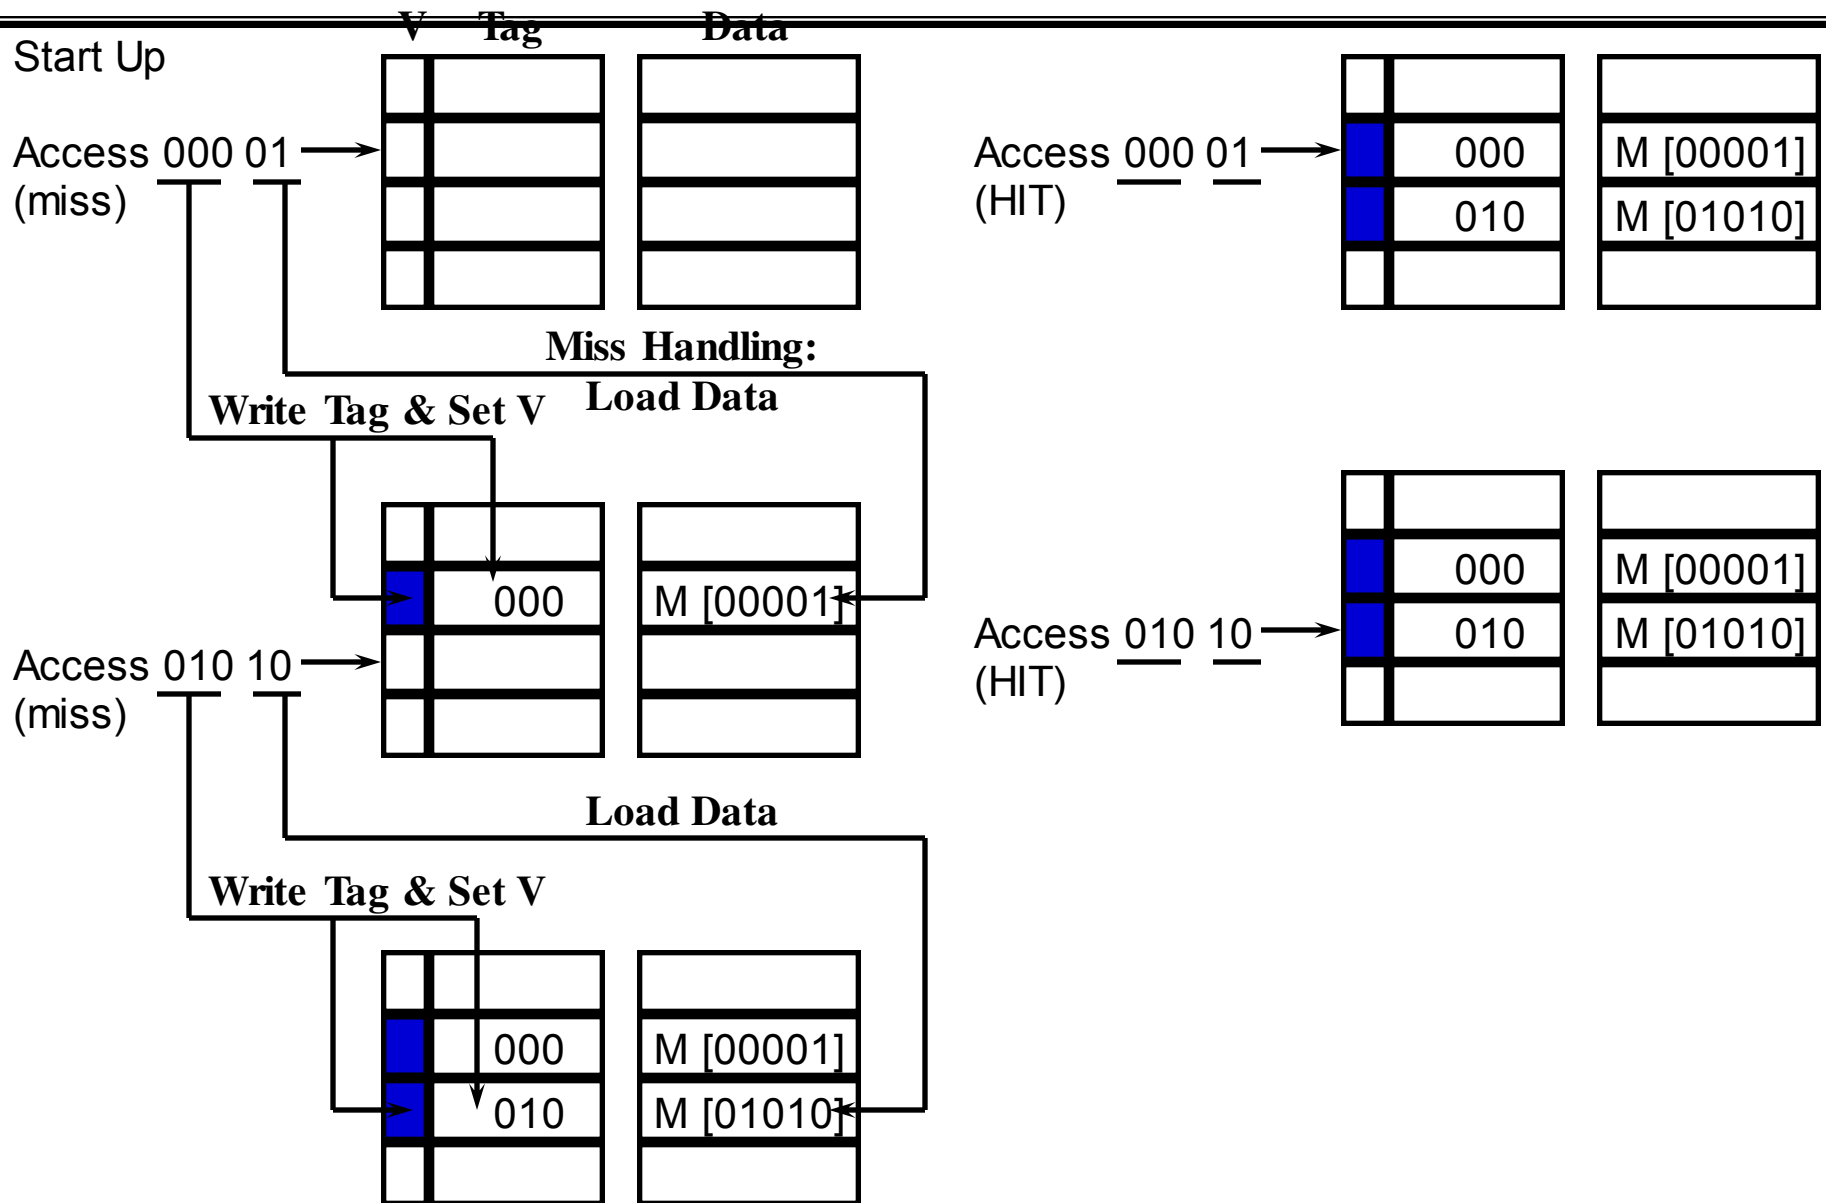 V Tag Data
Start Up
Access 000 01
(miss)
Miss Handling:
Load Data
Write Tag & Set V
000 M [00001]
Access 010 10
(miss)
Load Data
Write Tag & Set V
000 M [00001]
010 M [01010]
Access 000 01
(HIT)
000 M [00001]
010 M [01010]
Access 010 10
(HIT)
000 M [00001]
010 M [01010]